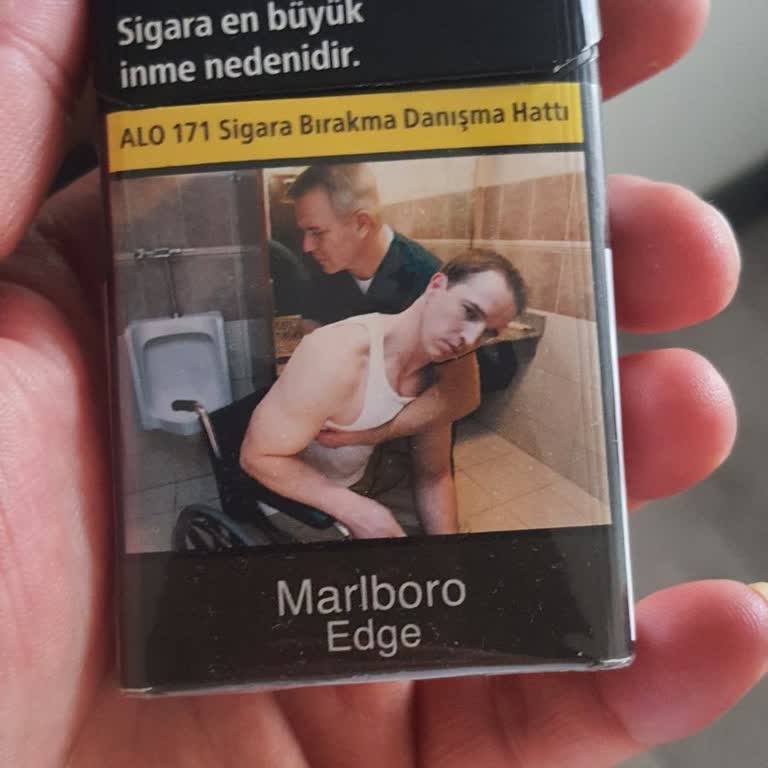 Sigara en büyük
inme nedenidir.
ALO 171 Sigara Bırakma Danışma Hattı
Marlboro
Edge